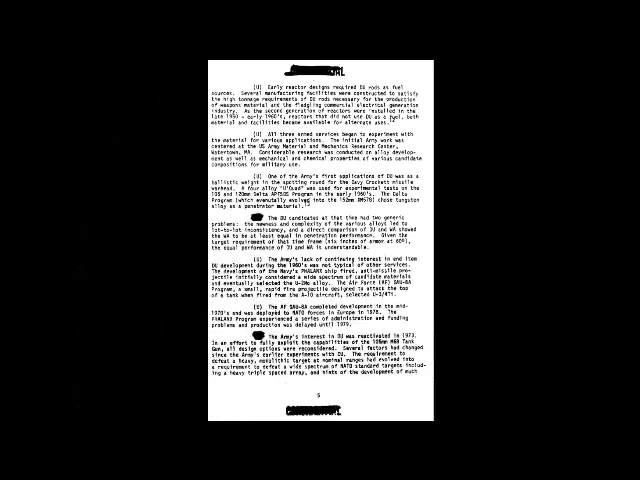 (U) Early reactor designs required DU rods as fuel
sources. Several manufacturing facilities were constructed to satisfy
the high tonnage requirements of DU rods necessary for the production
of weapons material and the fledgling commercial electrical generation
industry. As the second generation of reactors were installed in the
late 1950 - early 1960's, reactors that did not use DU as a fuel, both
material and facilities became available for alternate uses.
(U) All three armed services began to experiment with
the material for various applications. The initial Army work was
centered at the US Army Material and Mechanics Research Center,
Watertown, MA. Considerable research was conducted on alloy develop-
ment as well as mechanical and chemical properties of various candidate
compositions for military use.
(U) One of the Army's first applications of DU was as a
ballistic weight in the spotting round for the Davy Crockett missile
warhead. A four alloy "U'Quad" was used for experimental tests on the
105 and 120mm Delta APFSDS Program in the early 1960's. The Delta
Program (which eventually evolved into the 152mm XM578) chose tungsten
alloy as a penetrator material.
The DU candidates at that time had two generic
problems: the newness and complexity of the various alloys led to
lot-to-lot inconsistency, and a direct comparison of DU and WA showed
the WA to be at least equal in penetration performance. Given the
target requirement of that time frame (six inches of armor at 60º),
the equal performance of DU and WA is understandable.
(U) The Army's lack of continuing interest in end item
DU development during the 1960's was not typical of other services.
The development of the Navy's PHALANX ship fired, anti-missile pro-
jectile initially considered a wide spectrum of candidate materials
and eventually selected the U-2Mo alloy. The Air Force (AF) GAU-8A
Program, a small, rapid fire projectile designed to attack the top
of a tank when fired from the A-10 aircraft, selected U-3/4Ti.
(U) The AF GAU-8A completed development in the mid-
1970's and was deployed to NATO forces in Europe in 1978. The
PHALANX Program experienced a series of administration and funding
problems and production was delayed until 1979.
The Army's interest in DU was reactivated in 1973.
In an effort to fully exploit the capabilities of the 105mm M68 Tank
Gun, all design options were reconsidered. Several factors had changed
since the Army's earlier experiments with DU. The requirement to
defeat a heavy, monolithic target at nominal ranges had evolved into
a requirement to defeat a wide spectrum of NATO standard targets includ-
ing a heavy triple spaced array, and hints of the development of much